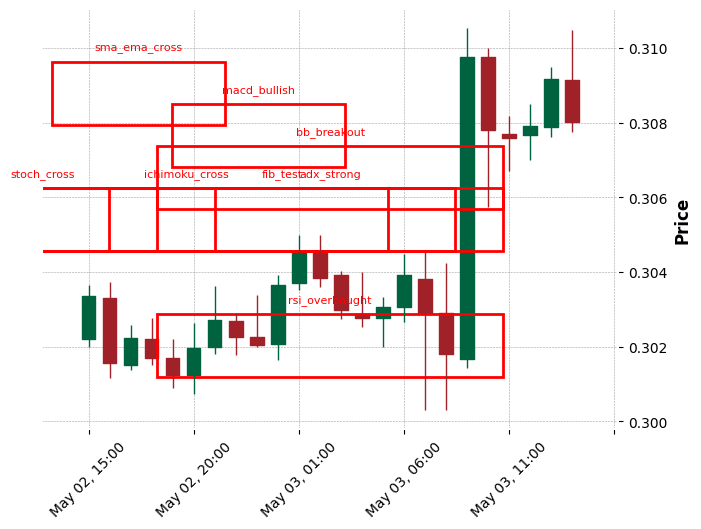 sma_ema_cross
macd_bullish
bb_breakout
stoch_cross
ichimoku_cross
fib_test
adx_strong
rsi_overbought
0.310
0.308
0.306
0.304
0.302
0.300
Price
May 02, 15:00
May 02, 20:00
May 03, 01:00
May 03, 06:00
May 03, 11:00